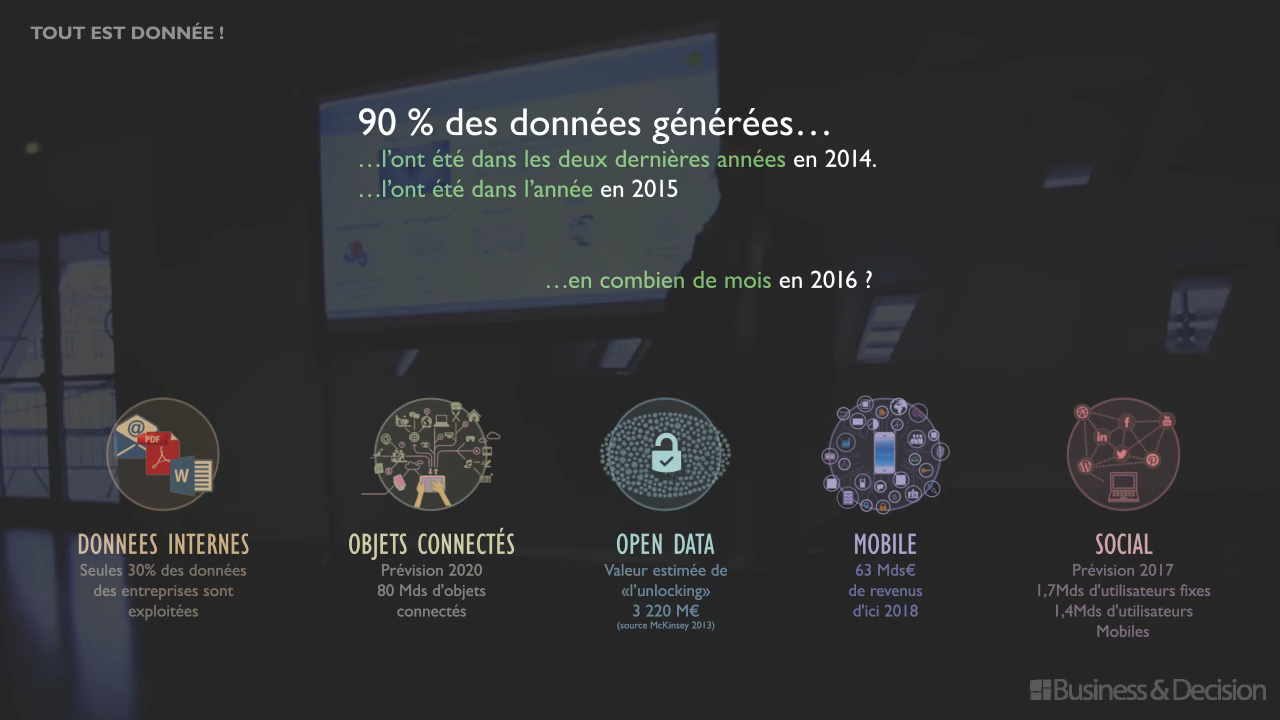 TOUT EST DONNÉE !
90 % des données générées…
…l’ont été dans les deux dernières années en 2014.
…l’ont été dans l’année en 2015
…en combien de mois en 2016 ?
@
PDF
W
f
in
DONNEES INTERNES
Seules 30% des données
des entreprises sont
exploitées
OBJETS CONNECTÉS
Prévision 2020
80 Mds d'objets
connectés
OPEN DATA
Valeur estimée de
«l'unlocking»
3 220 M€
(source McKinsey 2013)
MOBILE
63 Mds€
de revenus
d'ici 2018
SOCIAL
Prévision 2017
1,7Mds d'utilisateurs fixes
1,4Mds d'utilisateurs
Mobiles
Business & Decision